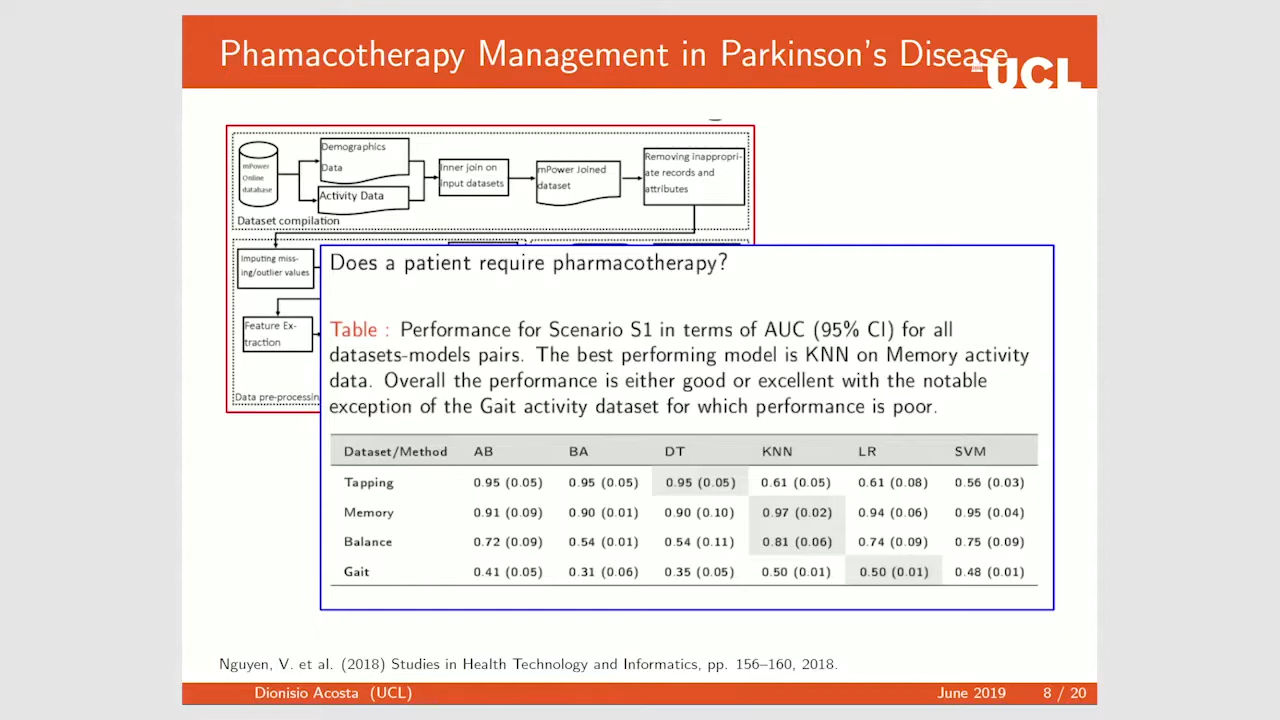 Phamacotherapy Management in Parkinson's Disease
UCL
mPower
Online
database
Demographics
Data
Activity Data
Inner join on
input datasets
mPower Joined
dataset
Removing inappropri-
ate records and
attributes
Dataset compilation
Imputing miss-
ing/outlier values
Feature Ex-
traction
Data pre-processin
Does a patient require pharmacotherapy?
Table : Performance for Scenario S1 in terms of AUC (95% CI) for all
datasets-models pairs. The best performing model is KNN on Memory activity
data. Overall the performance is either good or excellent with the notable
exception of the Gait activity dataset for which performance is poor.
Dataset/Method AB BA DT KNN LR SVM
Tapping 0.95 (0.05) 0.95 (0.05) 0.95 (0.05) 0.61 (0.05) 0.61 (0.08) 0.56 (0.03)
Memory 0.91 (0.09) 0.90 (0.01) 0.90 (0.10) 0.97 (0.02) 0.94 (0.06) 0.95 (0.04)
Balance 0.72 (0.09) 0.54 (0.01) 0.54 (0.11) 0.81 (0.06) 0.74 (0.09) 0.75 (0.09)
Gait 0.41 (0.05) 0.31 (0.06) 0.35 (0.05) 0.50 (0.01) 0.50 (0.01) 0.48 (0.01)
Nguyen, V. et al. (2018) Studies in Health Technology and Informatics, pp. 156–160, 2018.
Dionisio Acosta (UCL) June 2019 8 / 20